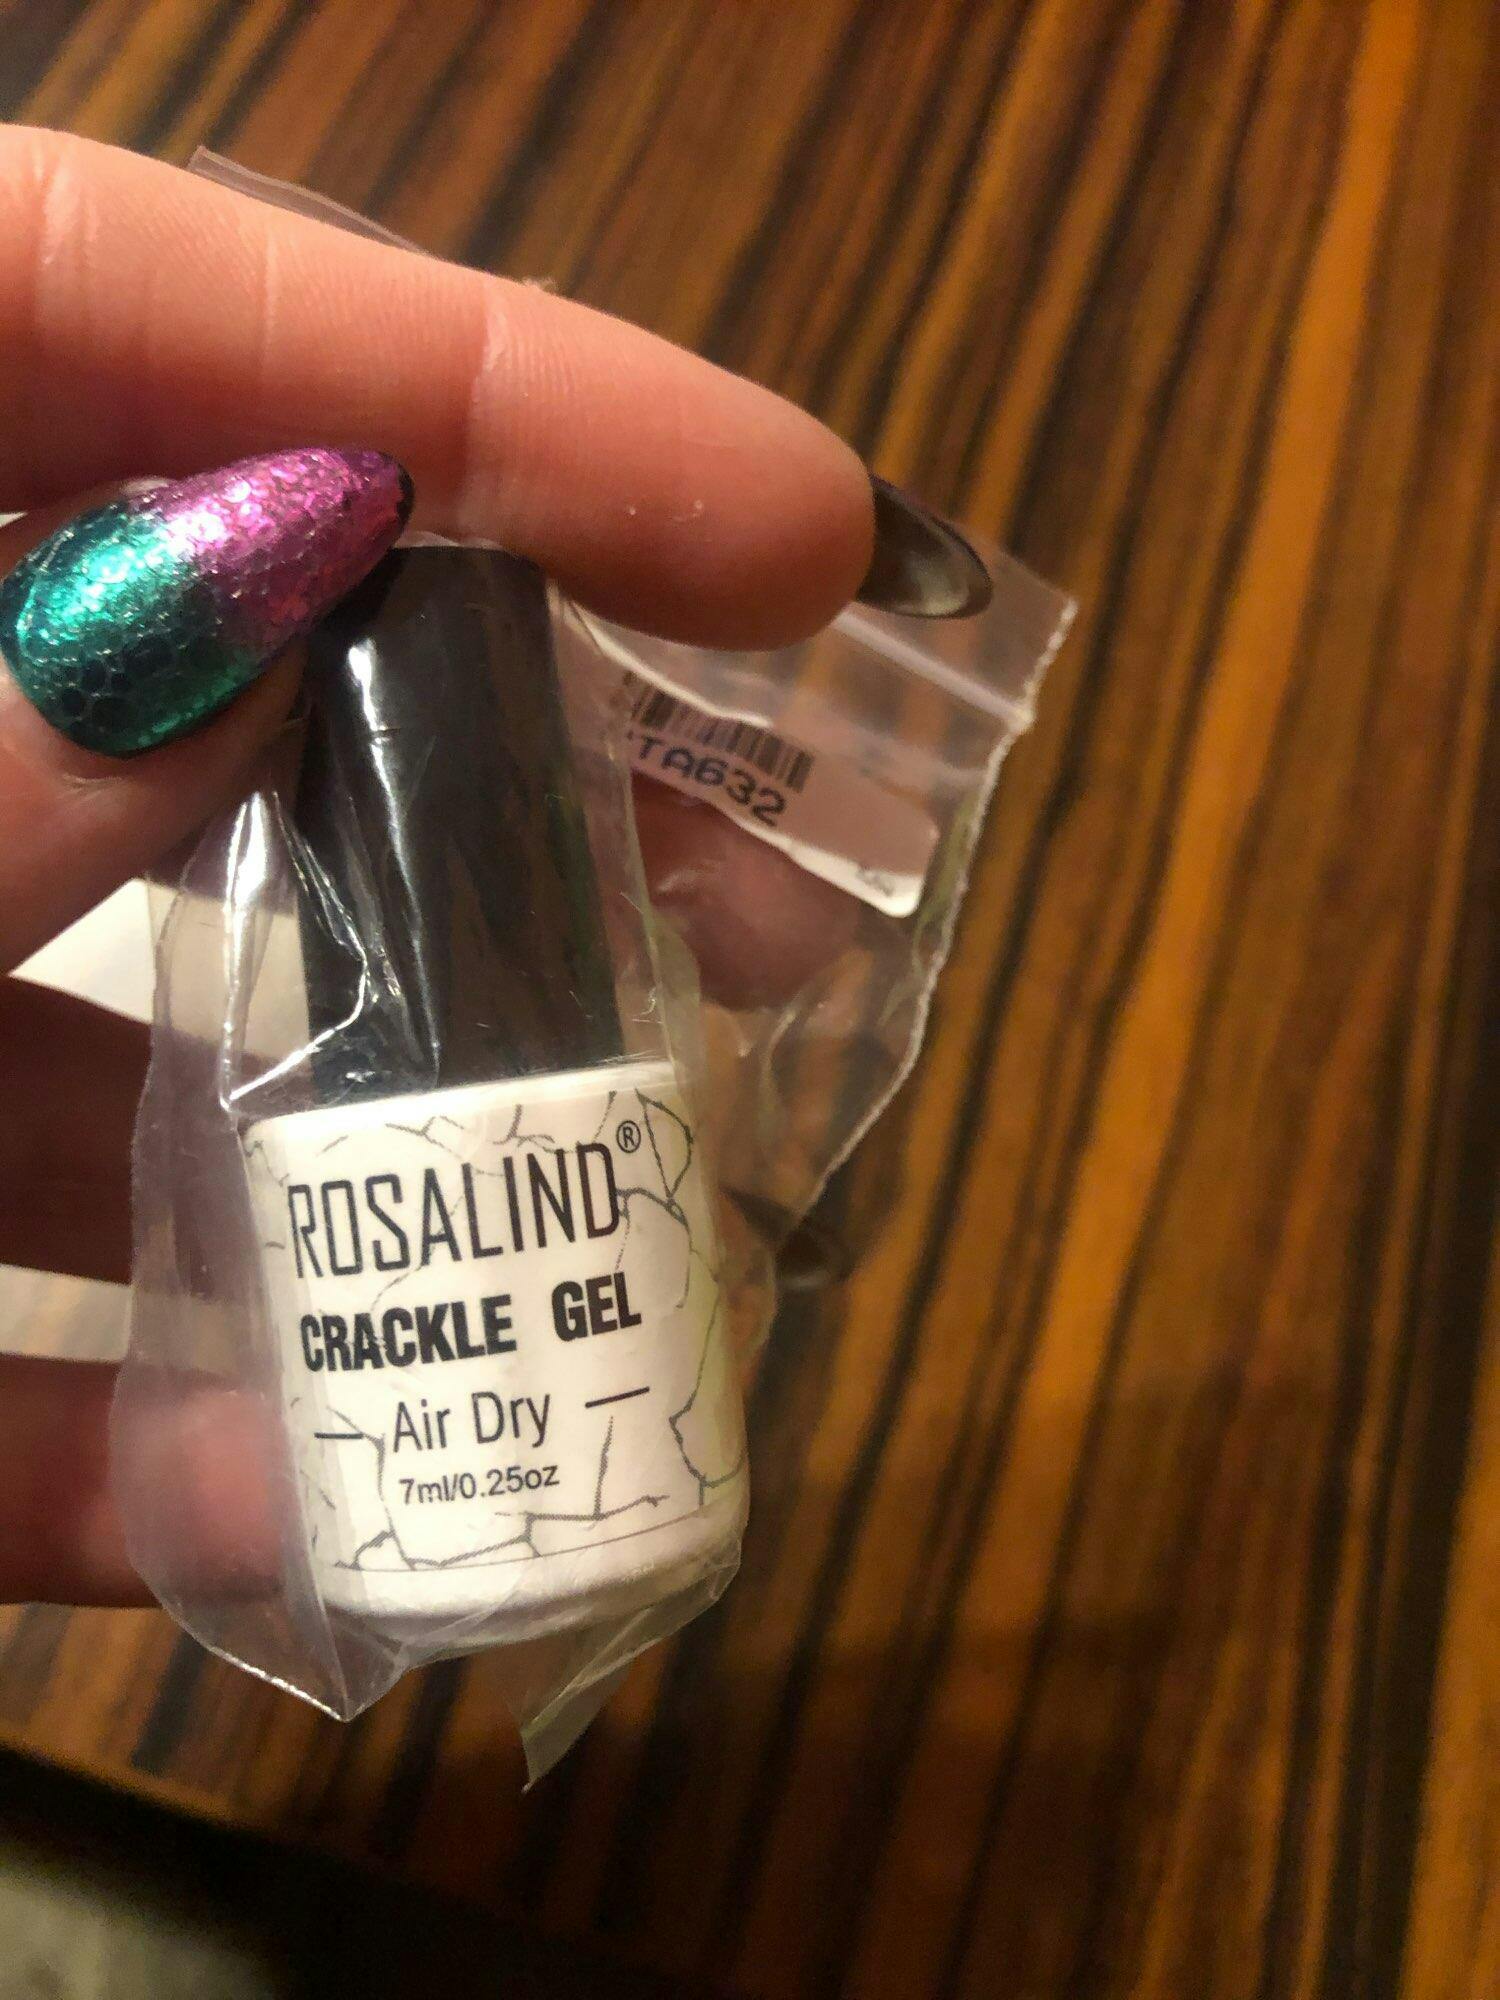 TA632
ROSALIND®
CRACKLE GEL
Air Dry
7ml/0.25oz